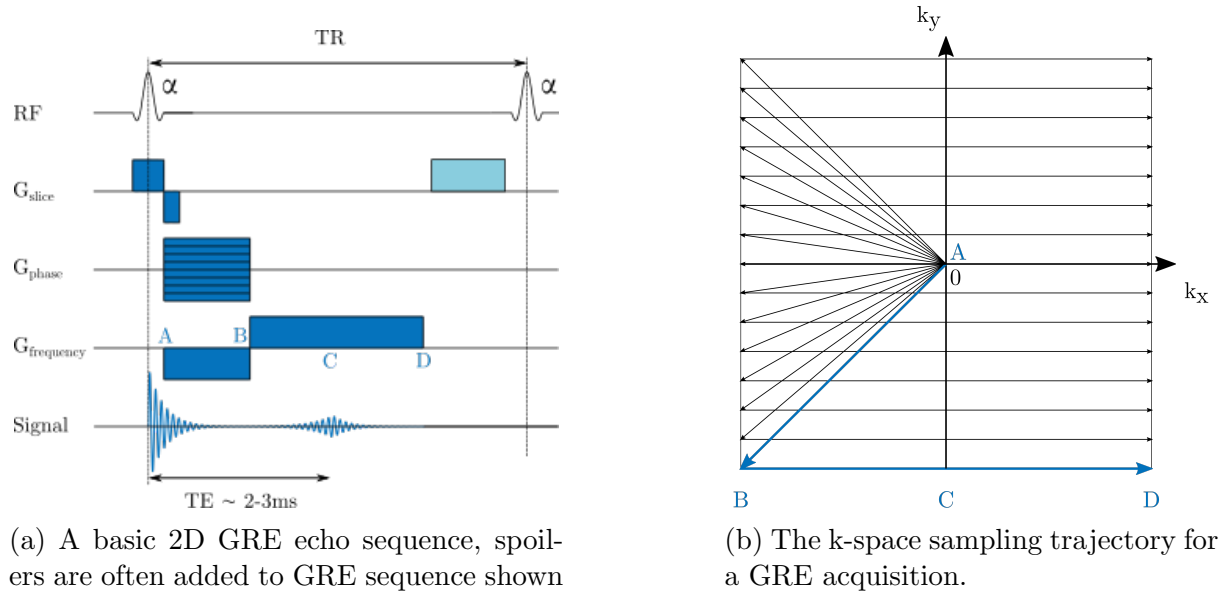 TR
α
α
RF
G_slice
G_phase
A
B
G_frequency
C
D
Signal
TE ∼ 2-3ms
(a) A basic 2D GRE echo sequence, spoil-
ers are often added to GRE sequence shown
k_y
A
0
k_x
B
C
D
(b) The k-space sampling trajectory for
a GRE acquisition.